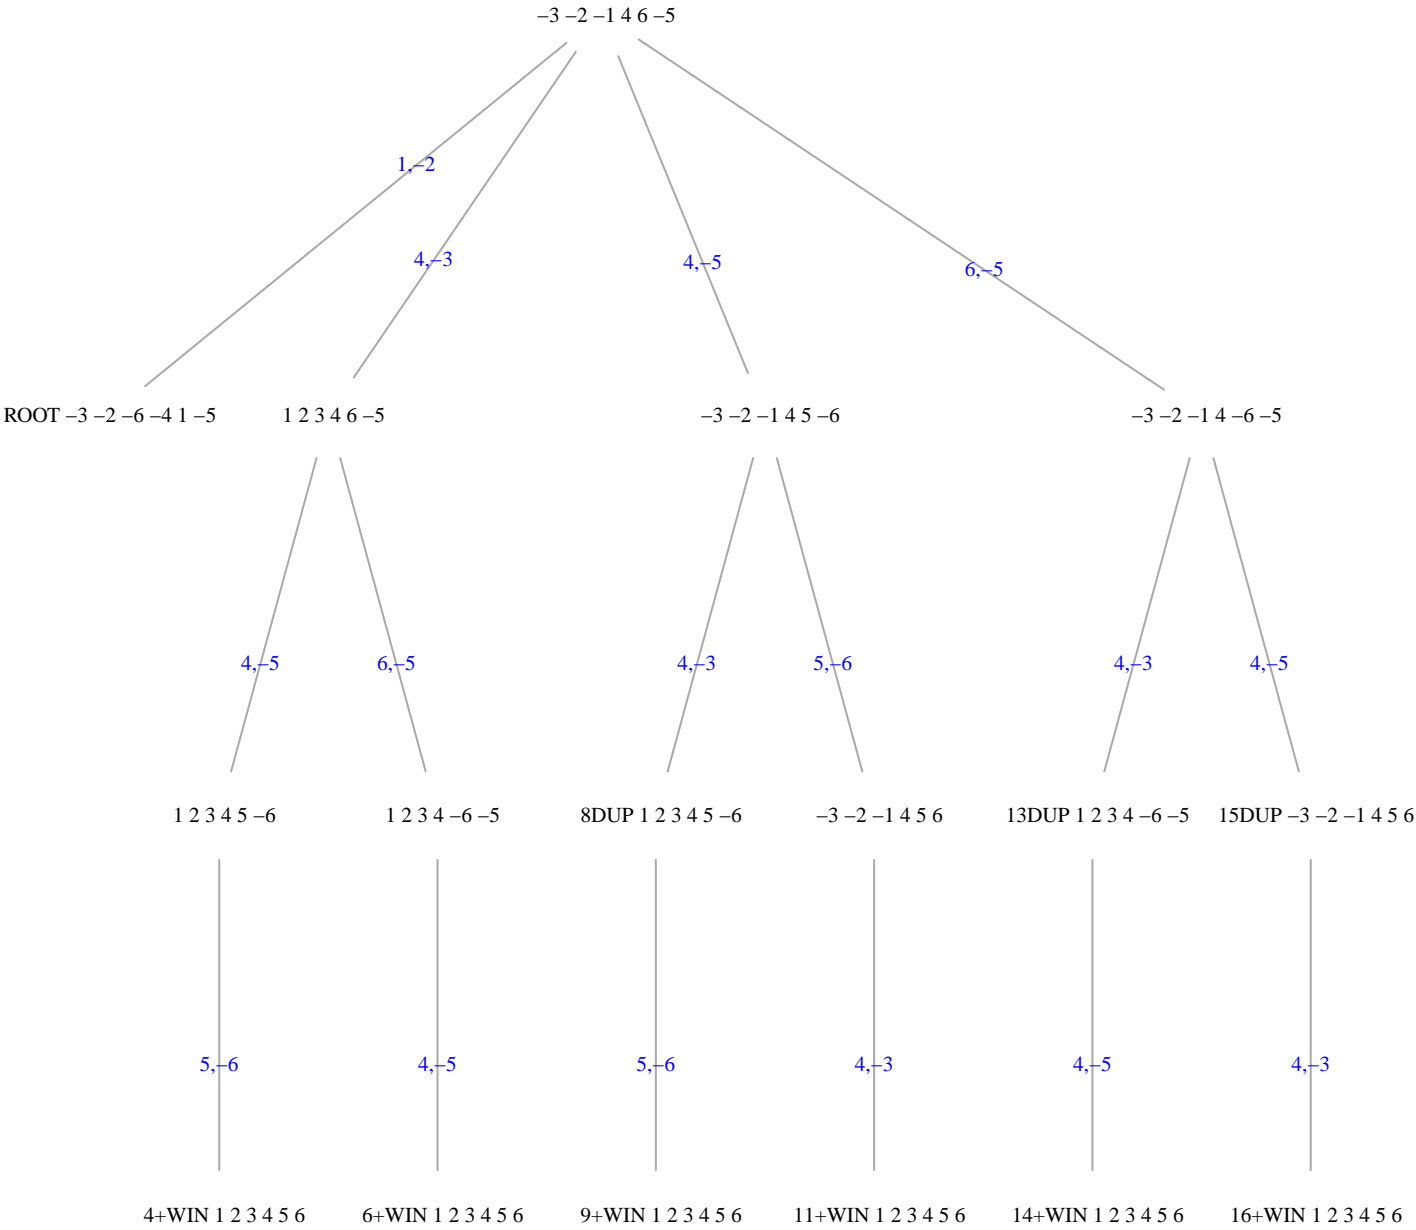 –3 –2 –1 4 6 –5
1,–2
4,–3
4,–5
6,–5
ROOT –3 –2 –6 –4 1 –5
1 2 3 4 6 –5
–3 –2 –1 4 5 –6
–3 –2 –1 4 –6 –5
4,–5
6,–5
4,–3
5,–6
4,–3
4,–5
1 2 3 4 5 –6
1 2 3 4 –6 –5
8DUP 1 2 3 4 5 –6
–3 –2 –1 4 5 6
13DUP 1 2 3 4 –6 –5
15DUP –3 –2 –1 4 5 6
5,–6
4,–5
5,–6
4,–3
4,–5
4,–3
4+WIN 1 2 3 4 5 6
6+WIN 1 2 3 4 5 6
9+WIN 1 2 3 4 5 6
11+WIN 1 2 3 4 5 6
14+WIN 1 2 3 4 5 6
16+WIN 1 2 3 4 5 6